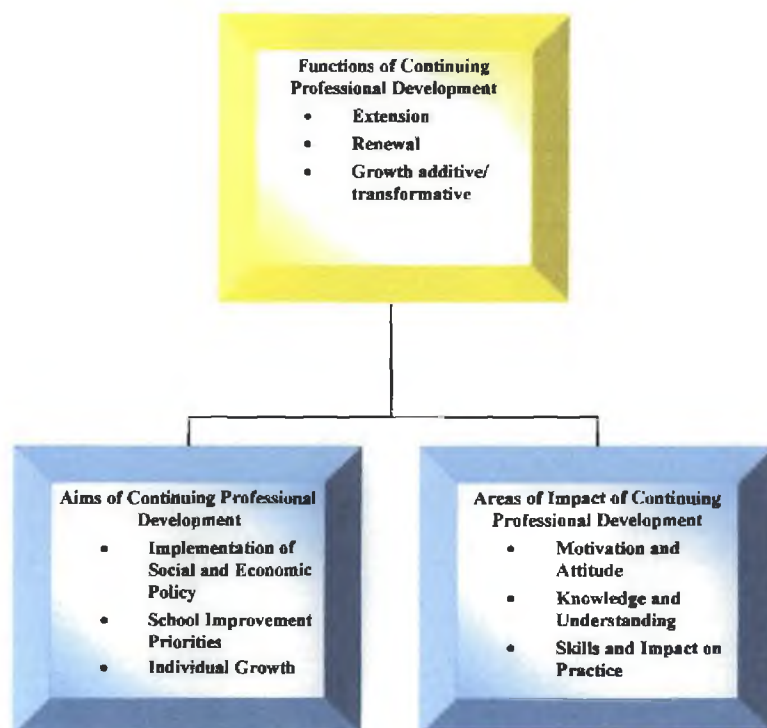 Functions of Continuing
Professional Development
• Extension
• Renewal
• Growth additive/
transformative
Aims of Continuing Professional
Development
• Implementation of
Social and Economic
Policy
• School Improvement
Priorities
• Individual Growth
Areas of Impact of Continuing
Professional Development
• Motivation and
Attitude
• Knowledge and
Understanding
• Skills and Impact on
Practice